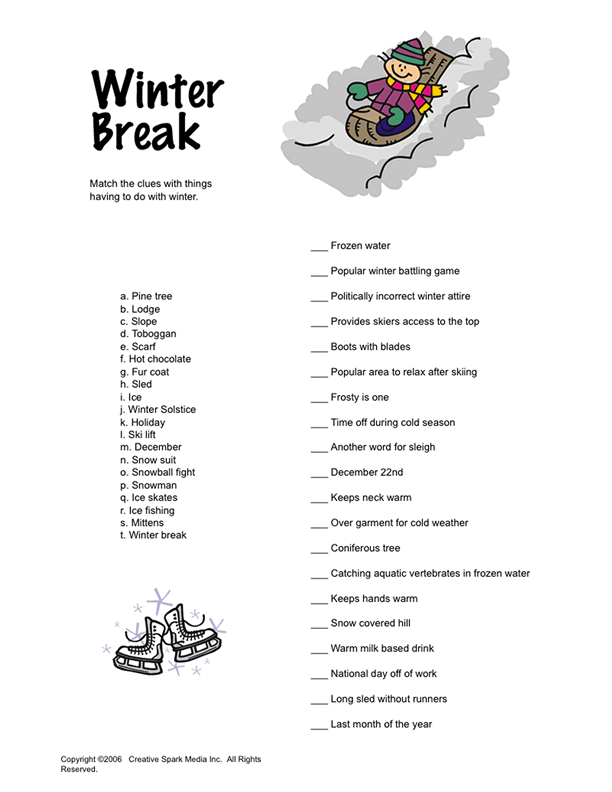 Winter
Break
Match the clues with things
having to do with winter.
a. Pine tree
b. Lodge
c. Slope
d. Toboggan
e. Scarf
f. Hot chocolate
g. Fur coat
h. Sled
i. Ice
j. Winter Solstice
k. Holiday
l. Ski lift
m. December
n. Snow suit
o. Snowball fight
p. Snowman
q. Ice skates
r. Ice fishing
s. Mittens
t. Winter break
___ Frozen water
___ Popular winter battling game
___ Politically incorrect winter attire
___ Provides skiers access to the top
___ Boots with blades
___ Popular area to relax after skiing
___ Frosty is one
___ Time off during cold season
___ Another word for sleigh
___ December 22nd
___ Keeps neck warm
___ Over garment for cold weather
___ Coniferous tree
___ Catching aquatic vertebrates in frozen water
___ Keeps hands warm
___ Snow covered hill
___ Warm milk based drink
___ National day off of work
___ Long sled without runners
___ Last month of the year
Copyright ©2006 Creative Spark Media Inc. All Rights
Reserved.